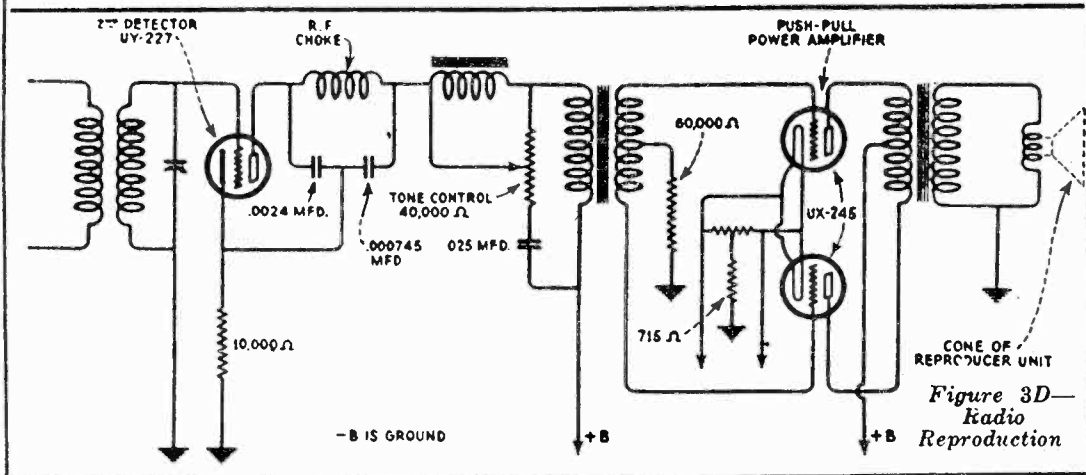 2ND DETECTOR
UY-227
R.F
CHOKE
PUSH-PULL
POWER AMPLIFIER
60,000 Ω
.0024 MFD.
TONE CONTROL
40,000 Ω
.000745
MFD
025 MFD.
UX-245
10,000 Ω
715 Ω
CONE OF
REPRODUCER UNIT
-B IS GROUND
+B
+B
Figure 3D—
Radio
Reproduction